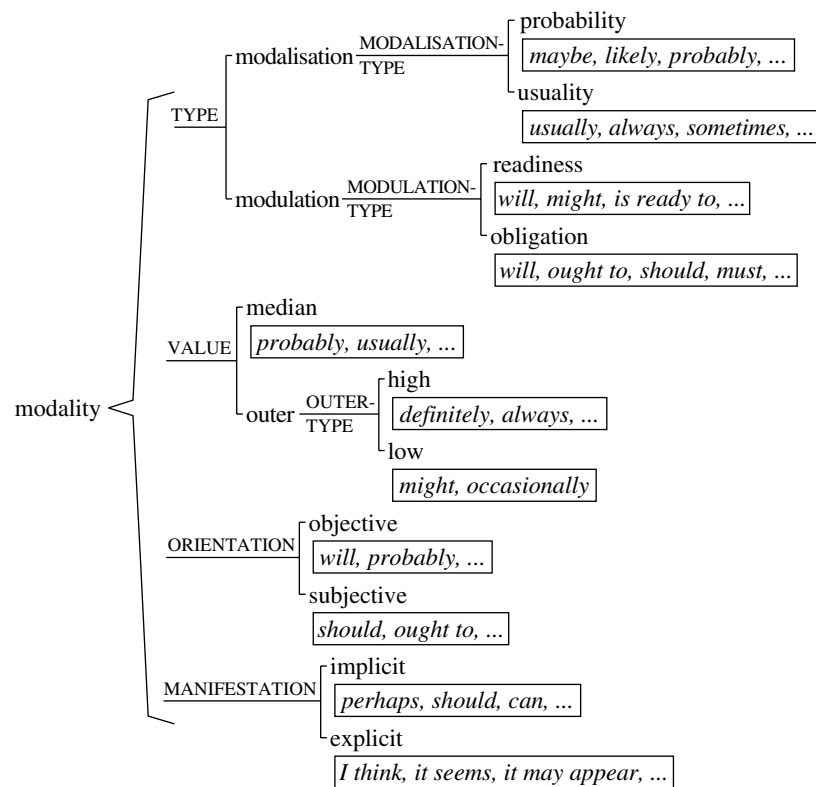 probability
modalisation MODALISATION-TYPE
maybe, likely, probably, ...
usuality
TYPE
usually, always, sometimes, ...
readiness
modulation MODULATION-TYPE
will, might, is ready to, ...
obligation
will, ought to, should, must, ...
median
probably, usually, ...
VALUE
high
modality
outer OUTER-TYPE
definitely, always, ...
low
might, occasionally
objective
ORIENTATION
will, probably, ...
subjective
should, ought to, ...
implicit
MANIFESTATION
perhaps, should, can, ...
explicit
I think, it seems, it may appear, ...